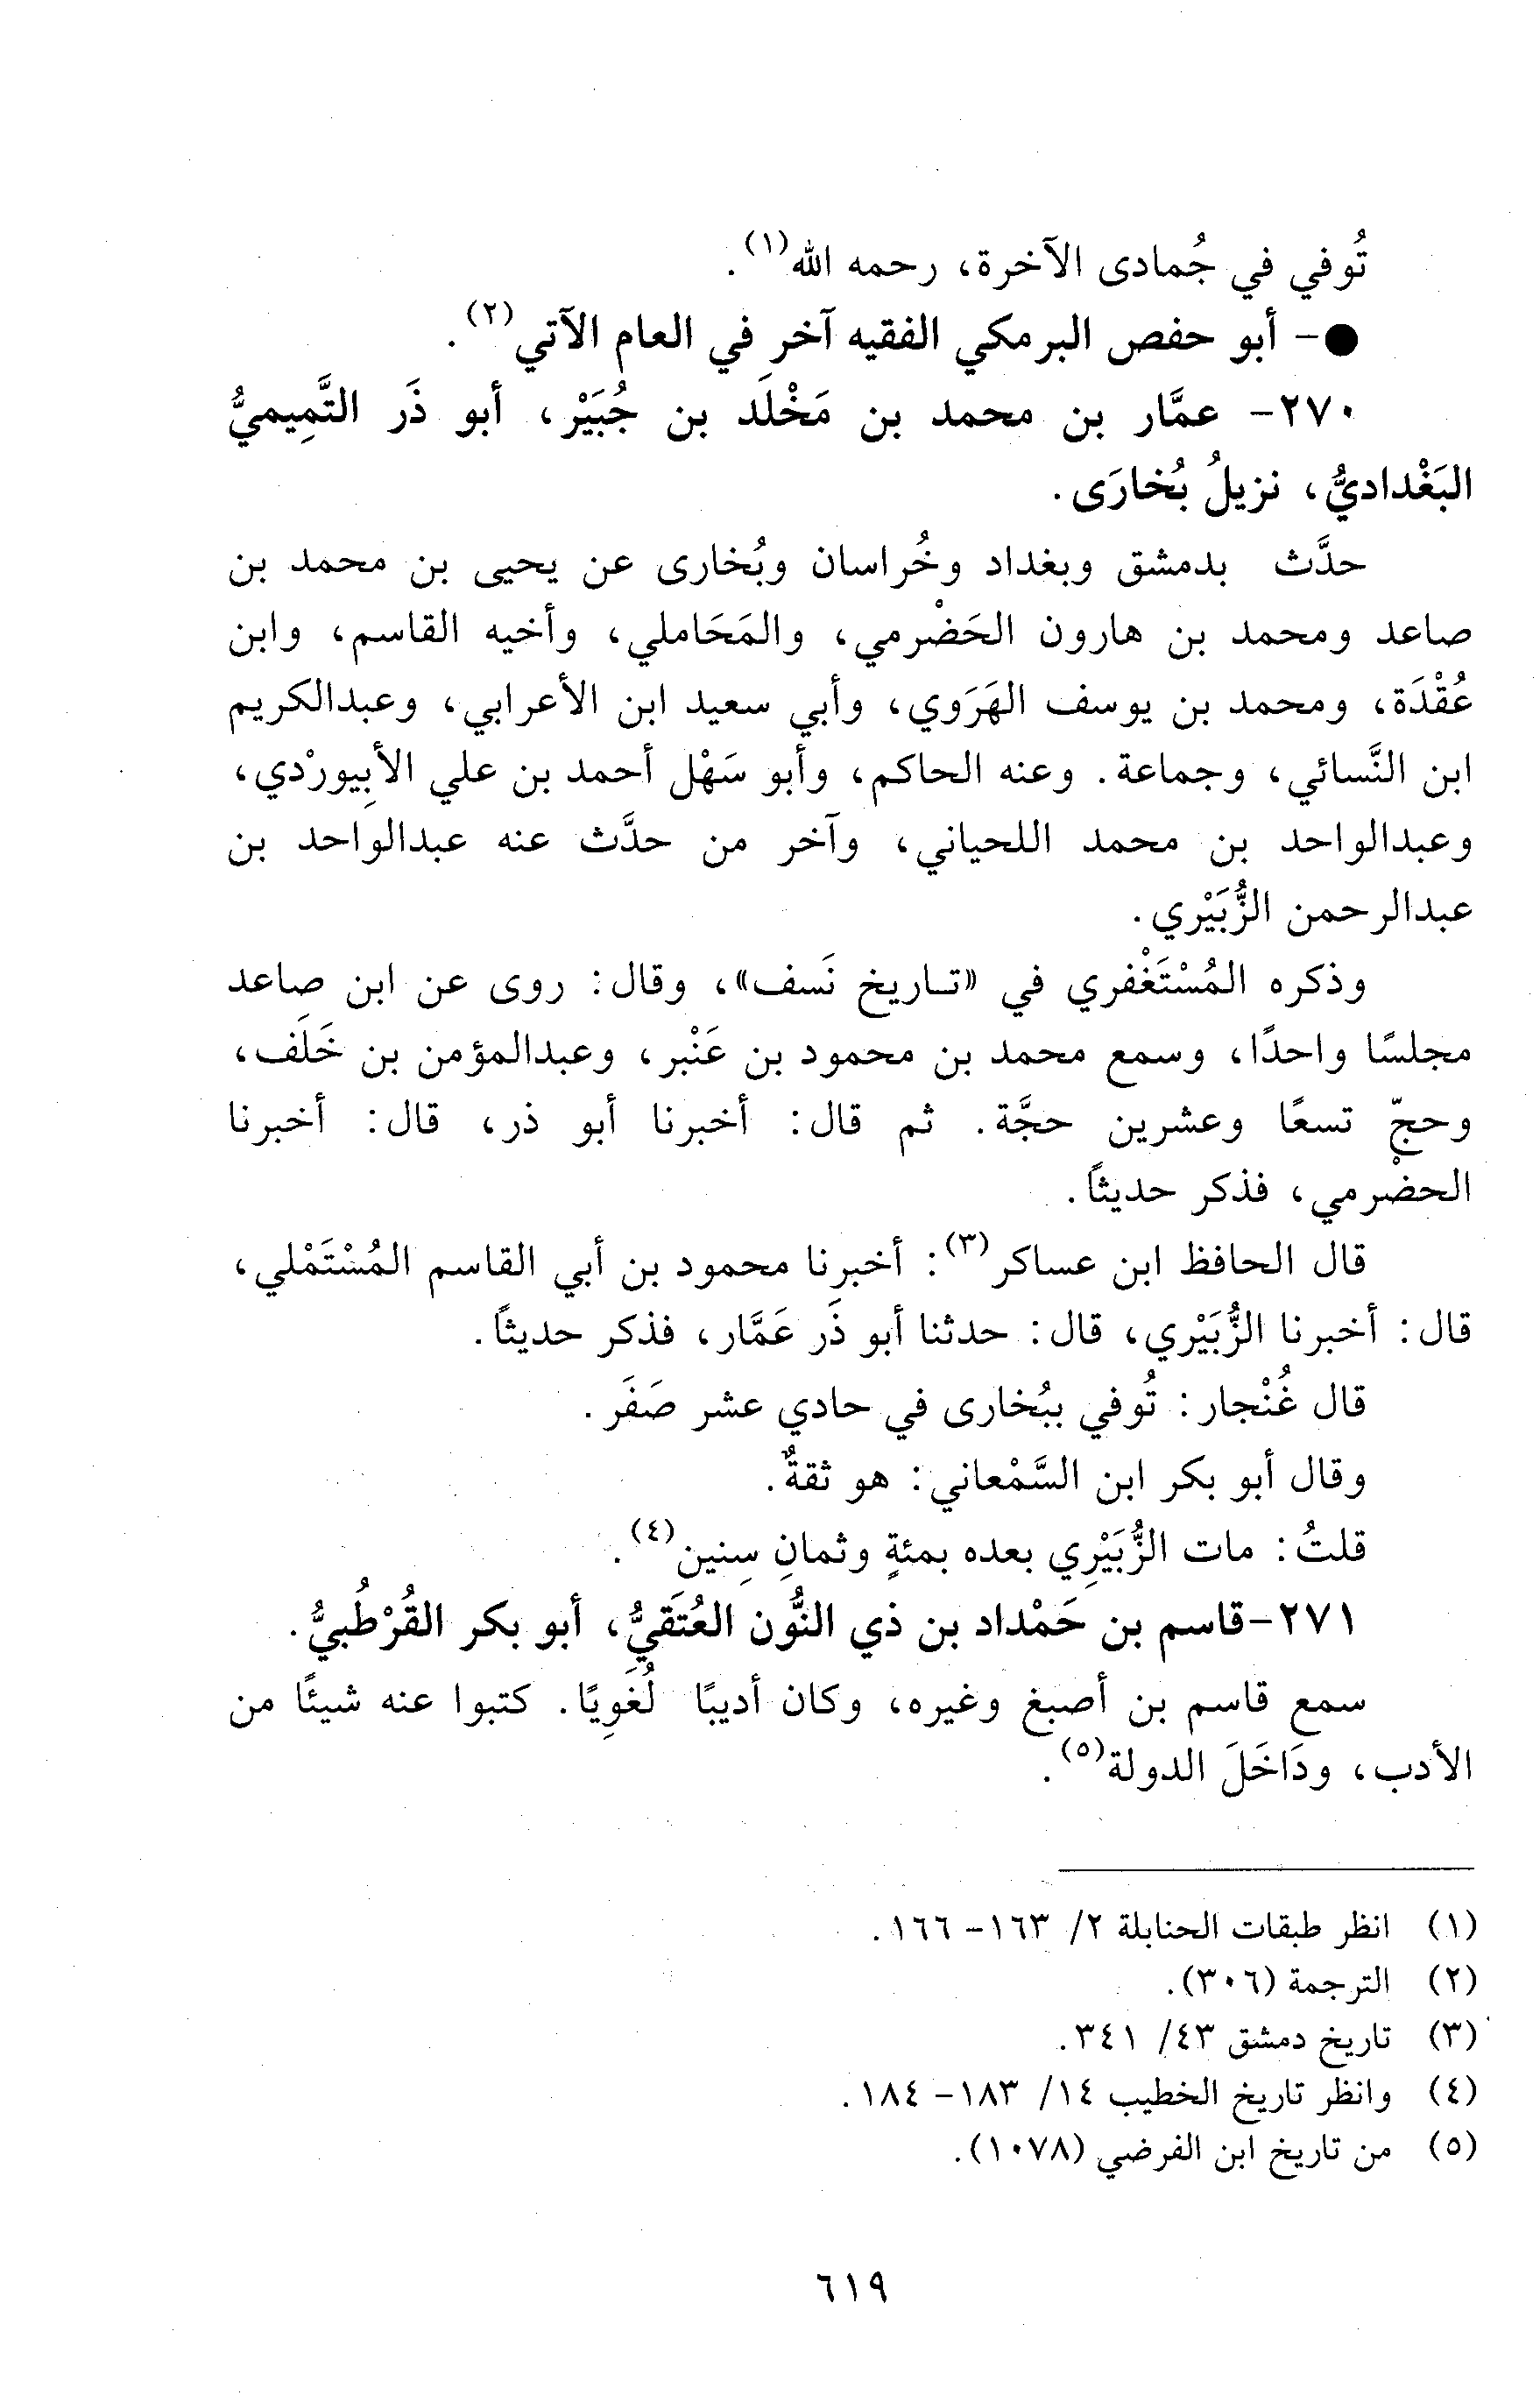 تُوفي في جُمادى الآخرة، رحمه الله(١).
●- أبو حفص البرمكي الفقيه آخر في العام الآتي(٢).
٢٧٠- عمَّار بن محمد بن مَخْلَد بن جُبَيْر، أبو ذَر التَّمِيميُّ
البَغْداديُّ، نزيلُ بُخارَى.
حدَّث بدمشق وبغداد وخُراسان وبُخارى عن يحيى بن محمد بن
صاعد ومحمد بن هارون الحَضْرمي، والمَحَاملي، وأخيه القاسم، وابن
عُقْدَة، ومحمد بن يوسف الهَرَوي، وأبي سعيد ابن الأعرابي، وعبدالكريم
ابن النَّسائي، وجماعة. وعنه الحاكم، وأبو سَهْل أحمد بن علي الأبِيورْدي،
وعبدالواحد بن محمد اللحياني، وآخر من حدَّث عنه عبدالواحد بن
عبدالرحمن الزُّبَيْري.
وذكره المُسْتَغْفري في «تاريخ نَسف»، وقال: روى عن ابن صاعد
مجلسًا واحدًا، وسمع محمد بن محمود بن عَنْبر، وعبدالمؤمن بن خَلَف،
وحجّ تسعًا وعشرين حجَّة. ثم قال: أخبرنا أبو ذر، قال: أخبرنا
الحضْرمي، فذكر حديثاً.
قال الحافظ ابن عساكر(٣): أخبرنا محمود بن أبي القاسم المُسْتَمْلي،
قال: أخبرنا الزُّبَيْري، قال: حدثنا أبو ذَر عَمَّار، فذكر حديثاً.
قال غُنْجار: تُوفي ببُخارى في حادي عشر صَفَر.
وقال أبو بكر ابن السَّمْعاني: هو ثقةٌ.
قلتُ: مات الزُّبَيْرِي بعده بمئةٍ وثمانِ سِنين(٤).
٢٧١-قاسم بن حَمْداد بن ذي النُّون العُتَقيُّ، أبو بكر القُرْطُبيُّ.
سمع قاسم بن أصبغ وغيره، وكان أديبًا لُغَوِيًا. كتبوا عنه شيئًا من
الأدب، ودَاخَلَ الدولة(٥).
(١) انظر طبقات الحنابلة ٢/ ١٦٣- ١٦٦.
(٢) الترجمة (٣٠٦).
(٣) تاريخ دمشق ٤٣/ ٣٤١.
(٤) وانظر تاريخ الخطيب ١٤/ ١٨٣- ١٨٤.
(٥) من تاريخ ابن الفرضي (١٠٧٨).
٦١٩